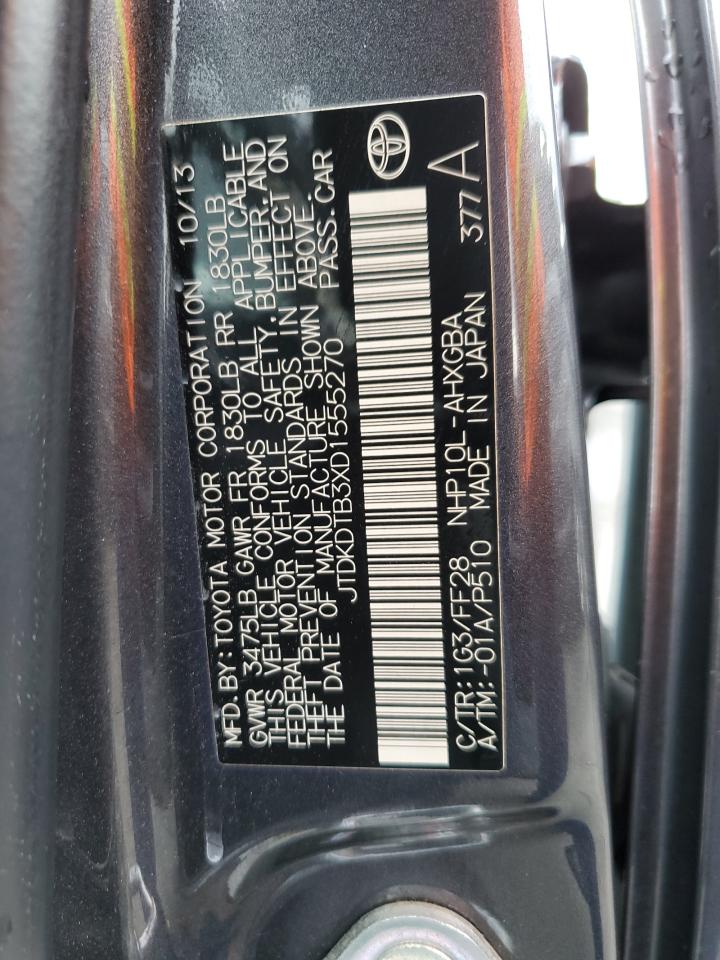 MFD.BY:TOYOTA MOTOR CORPORATION 10/13
GVWR 3475LB GAWR FR 1830LB RR 1830LB
THIS VEHICLE CONFORMS TO ALL APPLICABLE
FEDERAL MOTOR VEHICLE SAFETY,BUMPER,AND
THEFT PREVENTION STANDARDS IN EFFECT ON
THE DATE OF MANUFACTURE SHOWN ABOVE.
JTDKDTB3XD1555270 PASS.CAR
C/TR:1G3/FF28 NHP10L-AHXGBA 377 A
A/TM:-01A/P510 MADE IN JAPAN